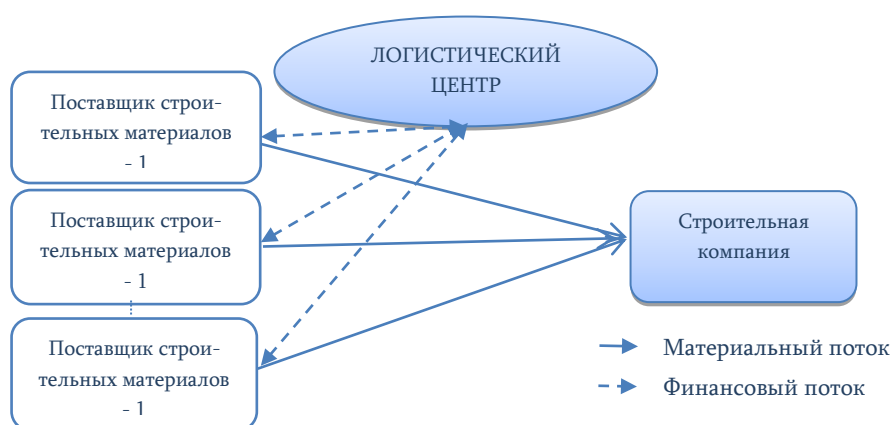 ЛОГИСТИЧЕСКИЙ
ЦЕНТР
Поставщик строи-
тельных материалов
- 1
Поставщик строи-
тельных материалов
- 1
Поставщик строи-
тельных материалов
- 1
Строительная
компания
Материальный поток
Финансовый поток